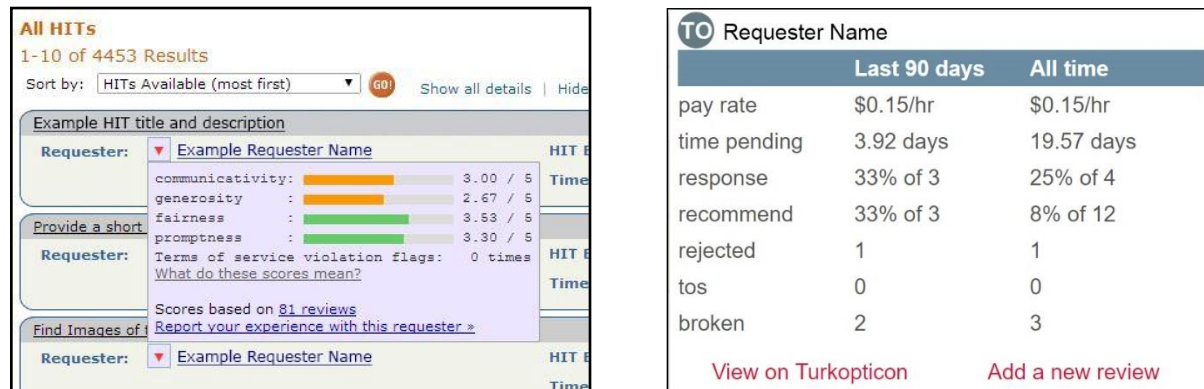 All HITs
1-10 of 4453 Results
Sort by: HITs Available (most first) ▼ GO! Show all details | Hide
Example HIT title and description
Requester: ▼ Example Requester Name HIT E
communicativity: 3.00 / 5 Time
generosity : 2.67 / 5
fairness : 3.53 / 5
promptness : 3.30 / 5
Provide a short
Requester: Terms of service violation flags: 0 times HIT E
What do these scores mean?
Time
Scores based on 81 reviews
Find Images of Report your experience with this requester »
Requester: ▼ Example Requester Name HIT E
Time
TO Requester Name
Last 90 days All time
pay rate $0.15/hr $0.15/hr
time pending 3.92 days 19.57 days
response 33% of 3 25% of 4
recommend 33% of 3 8% of 12
rejected 1 1
tos 0 0
broken 2 3
View on Turkopticon Add a new review